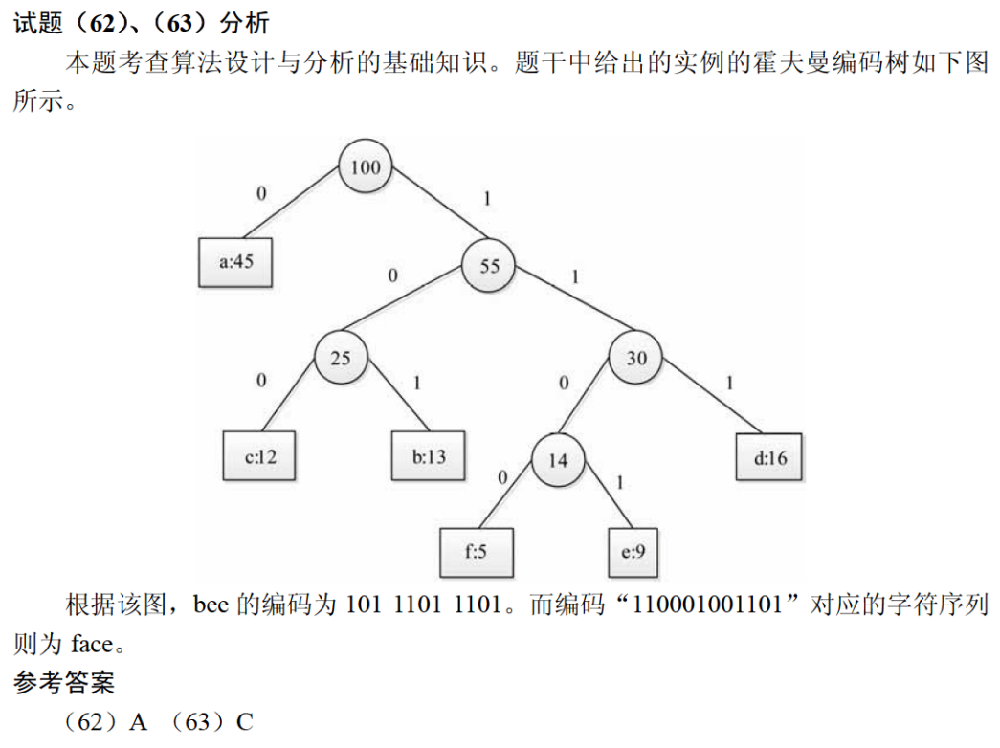 试题（62）、（63）分析
本题考查算法设计与分析的基础知识。题干中给出的实例的霍夫曼编码树如下图
所示。
100
0
1
a:45
55
0
1
25
30
0
1
0
1
c:12
b:13
14
d:16
0
1
f:5
e:9
根据该图，bee 的编码为 101 1101 1101。而编码“110001001101”对应的字符序列
则为 face。
参考答案
（62）A （63）C